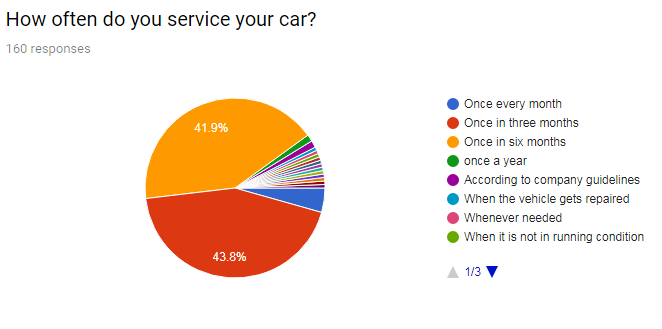 How often do you service your car?
160 responses
41.9%
43.8%
Once every month
Once in three months
Once in six months
once a year
According to company guidelines
When the vehicle gets repaired
Whenever needed
When it is not in running condition
1/3